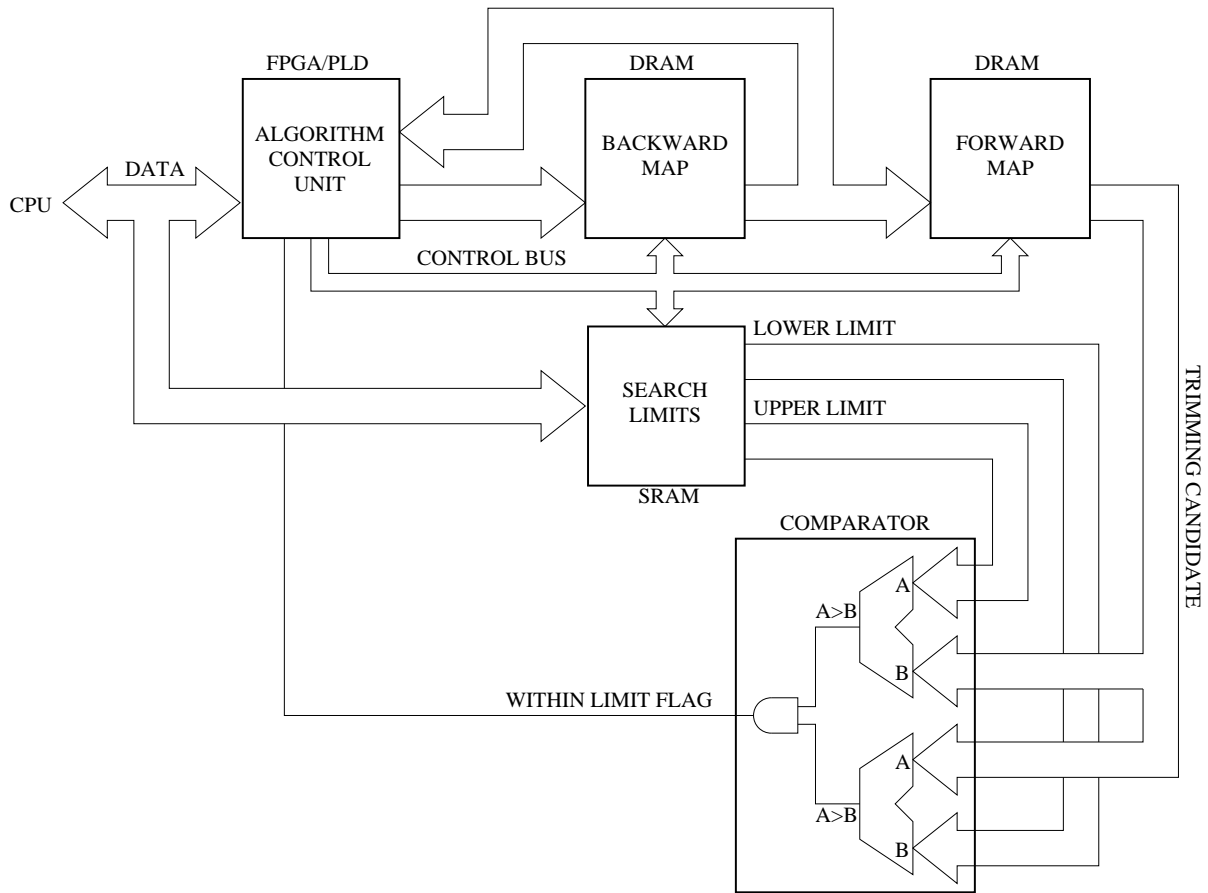 FPGA/PLD
DRAM
DRAM
ALGORITHM
CONTROL
UNIT
BACKWARD
MAP
FORWARD
MAP
DATA
CPU
CONTROL BUS
LOWER LIMIT
SEARCH
LIMITS
UPPER LIMIT
SRAM
TRIMMING CANDIDATE
COMPARATOR
A
A>B
B
WITHIN LIMIT FLAG
A
A>B
B